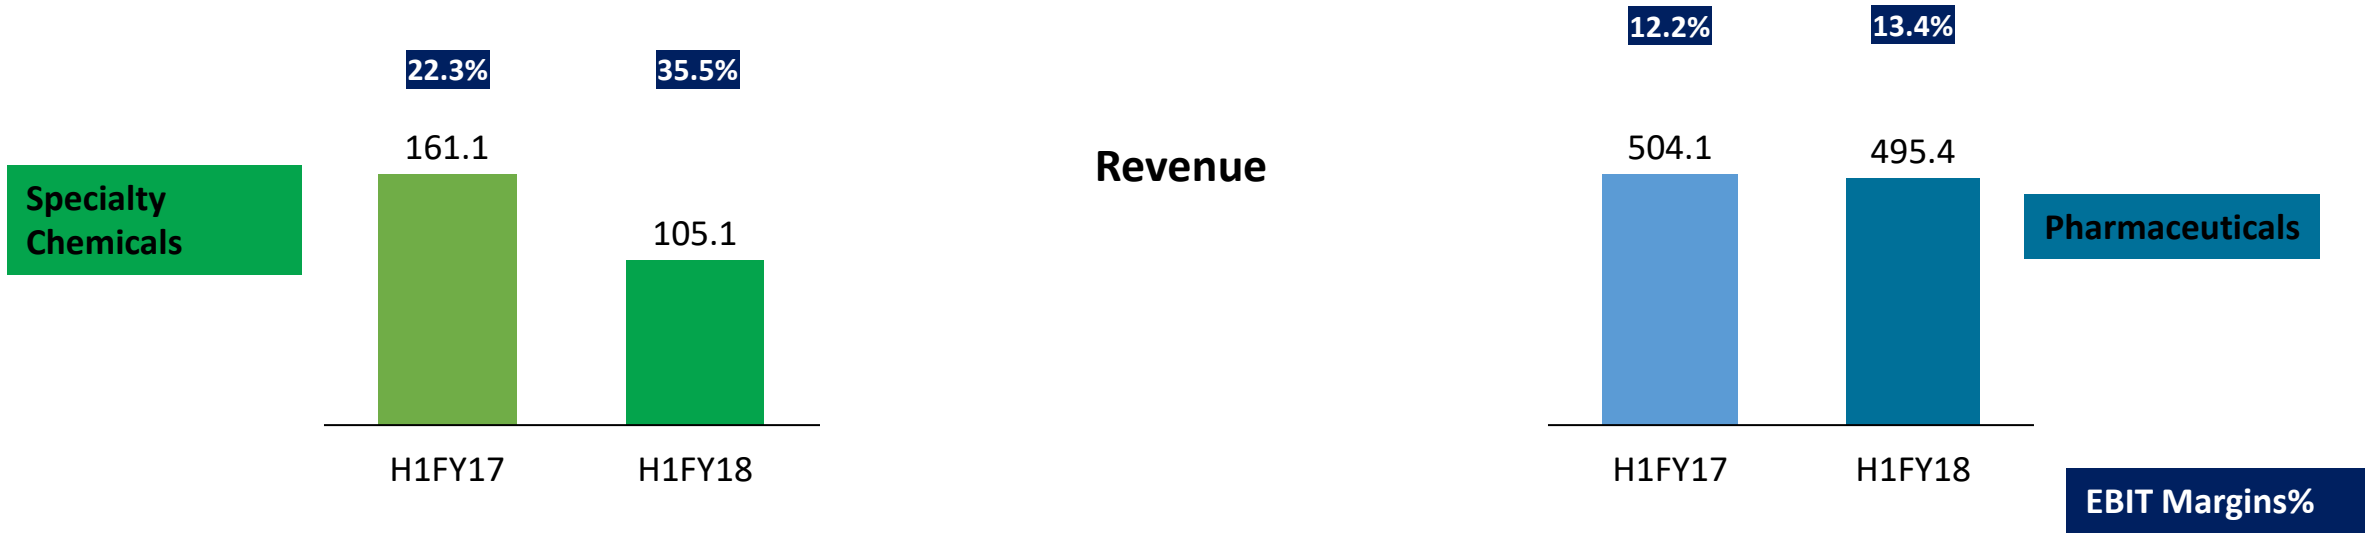 22.3%
35.5%
161.1
105.1
Specialty
Chemicals
H1FY17
H1FY18
Revenue
12.2%
13.4%
504.1
495.4
Pharmaceuticals
H1FY17
H1FY18
EBIT Margins%